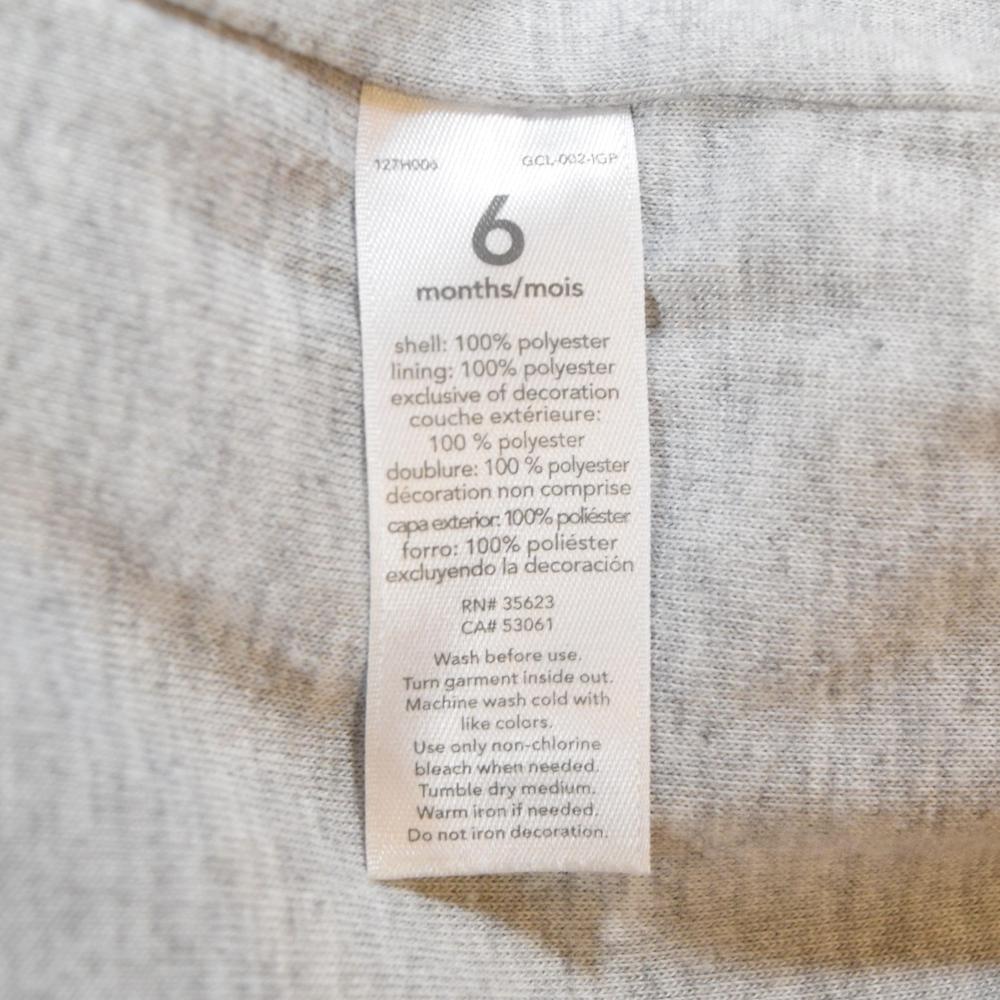 127H006 GCL-002-IGP
6
months/mois
shell: 100% polyester
lining: 100% polyester
exclusive of decoration
couche extérieure:
100 % polyester
doublure: 100 % polyester
décoration non comprise
capa exterior: 100% poliéster
forro: 100% poliéster
excluyendo la decoración
RN# 35623
CA# 53061
Wash before use.
Turn garment inside out.
Machine wash cold with
like colors.
Use only non-chlorine
bleach when needed.
Tumble dry medium.
Warm iron if needed.
Do not iron decoration.